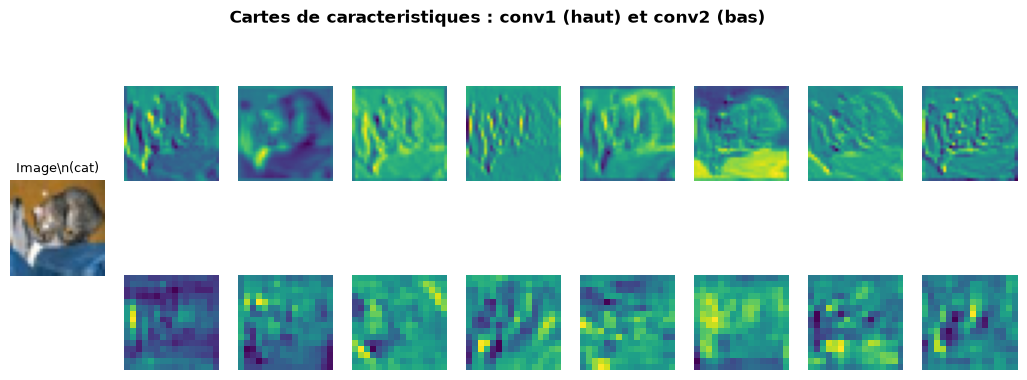 Cartes de caracteristiques : conv1 (haut) et conv2 (bas)
Image\n(cat)